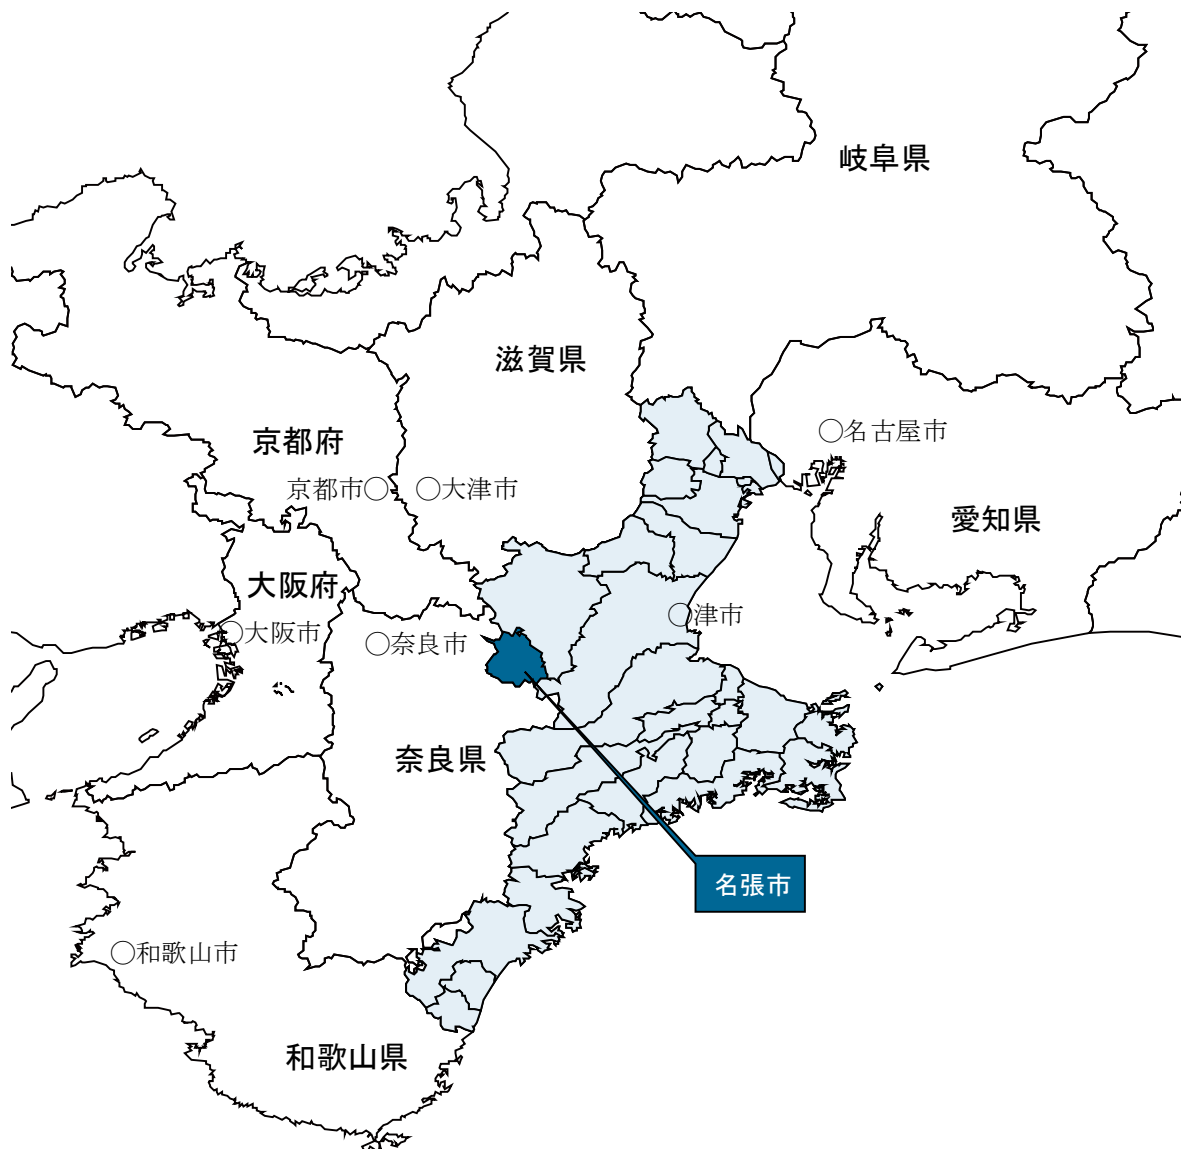 岐阜県
滋賀県
○名古屋市
京都府
京都市○
○大津市
愛知県
大阪府
○津市
○大阪市
○奈良市
奈良県
名張市
○和歌山市
和歌山県